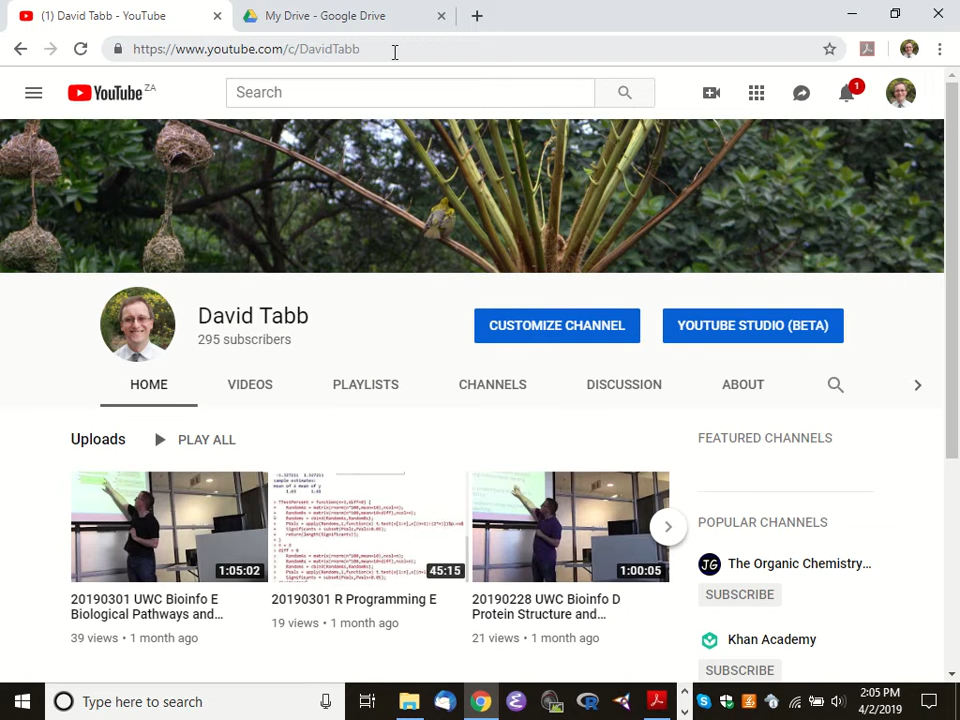 (1) David Tabb - YouTube
My Drive - Google Drive
https://www.youtube.com/c/DavidTabb
YouTube ZA
Search
1
David Tabb
295 subscribers
CUSTOMIZE CHANNEL
YOUTUBE STUDIO (BETA)
HOME
VIDEOS
PLAYLISTS
CHANNELS
DISCUSSION
ABOUT
Uploads
PLAY ALL
FEATURED CHANNELS
1:05:02
45:15
1:00:05
20190301 UWC Bioinfo E
Biological Pathways and...
39 views • 1 month ago
20190301 R Programming E
19 views • 1 month ago
20190228 UWC Bioinfo D
Protein Structure and...
21 views • 1 month ago
POPULAR CHANNELS
JG
The Organic Chemistry...
SUBSCRIBE
Khan Academy
SUBSCRIBE
Type here to search
2:05 PM
4/2/2019